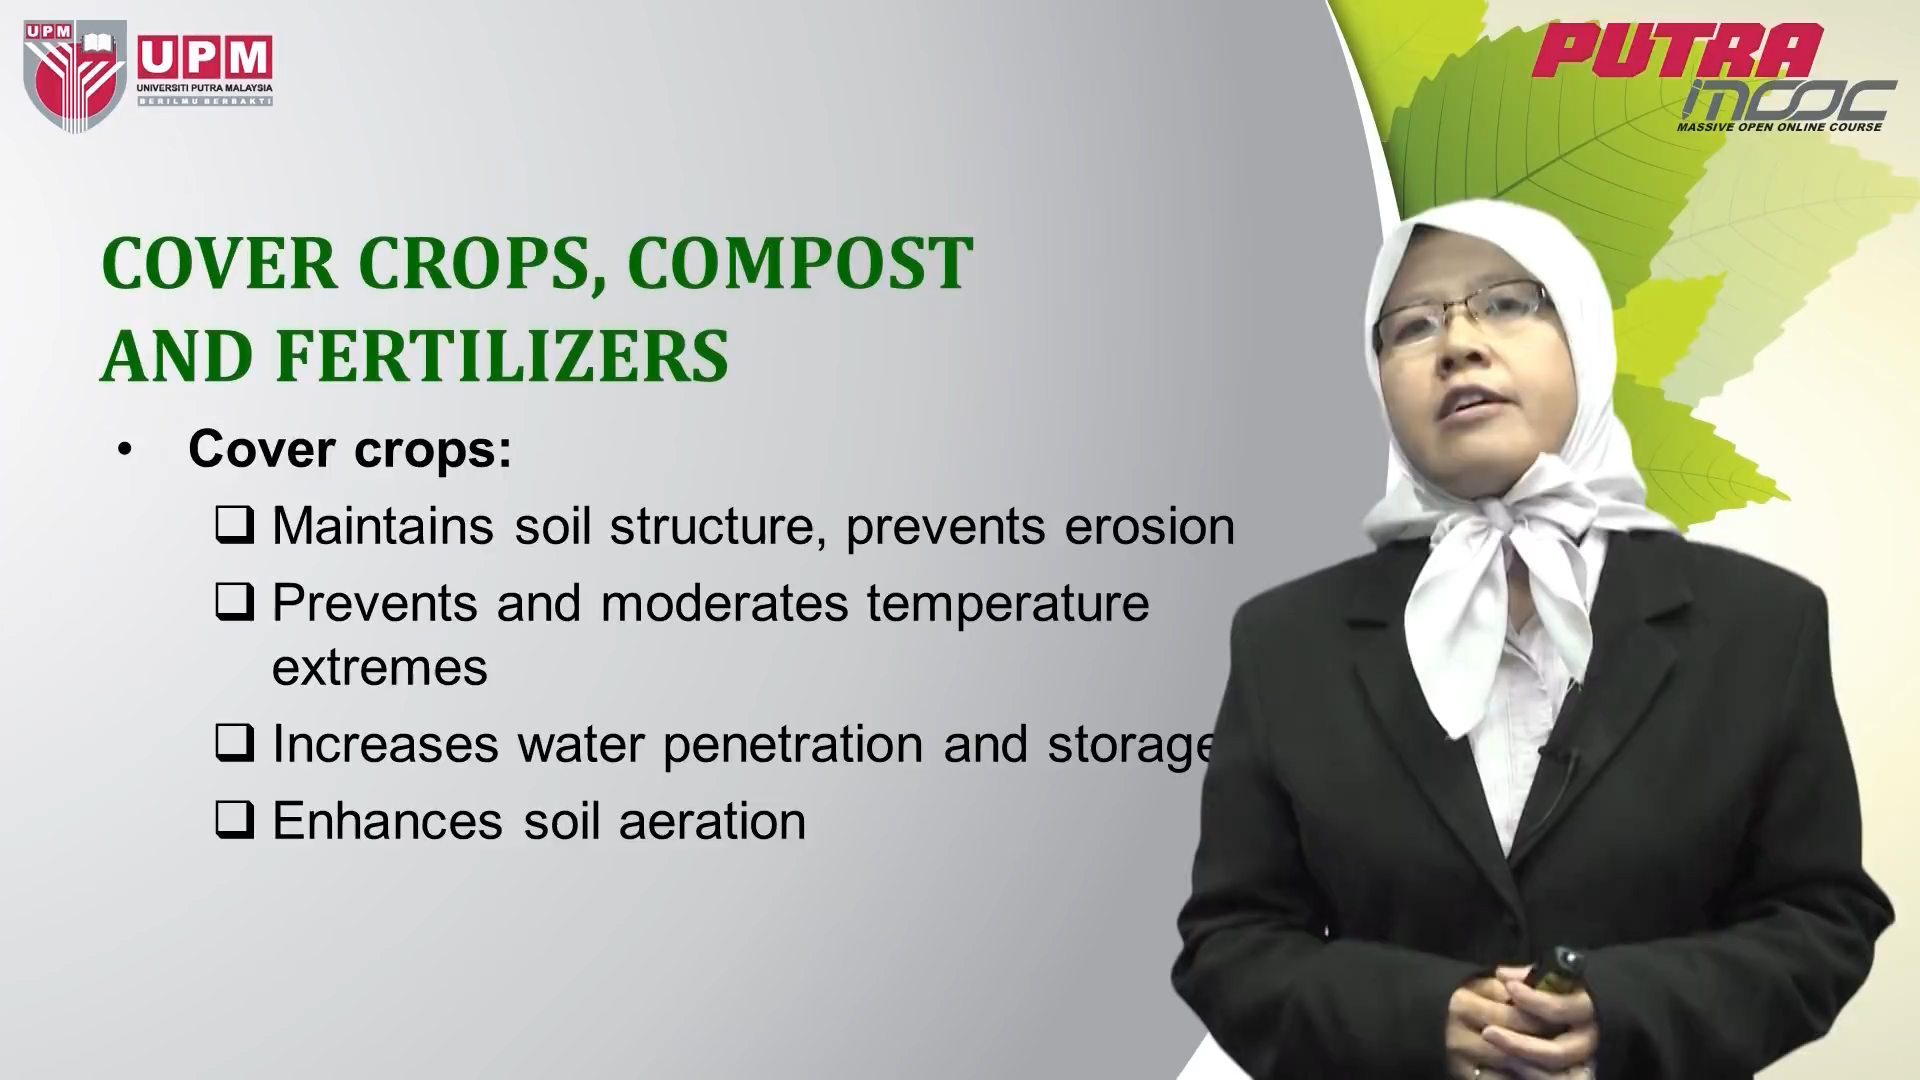 UPM
UPM
UNIVERSITI PUTRA MALAYSIA
BERILMU BERBAKTI
PUTRA
mooc
MASSIVE OPEN ONLINE COURSE
COVER CROPS, COMPOST
AND FERTILIZERS
• Cover crops:
❑ Maintains soil structure, prevents erosion
❑ Prevents and moderates temperature
extremes
❑ Increases water penetration and storage
❑ Enhances soil aeration